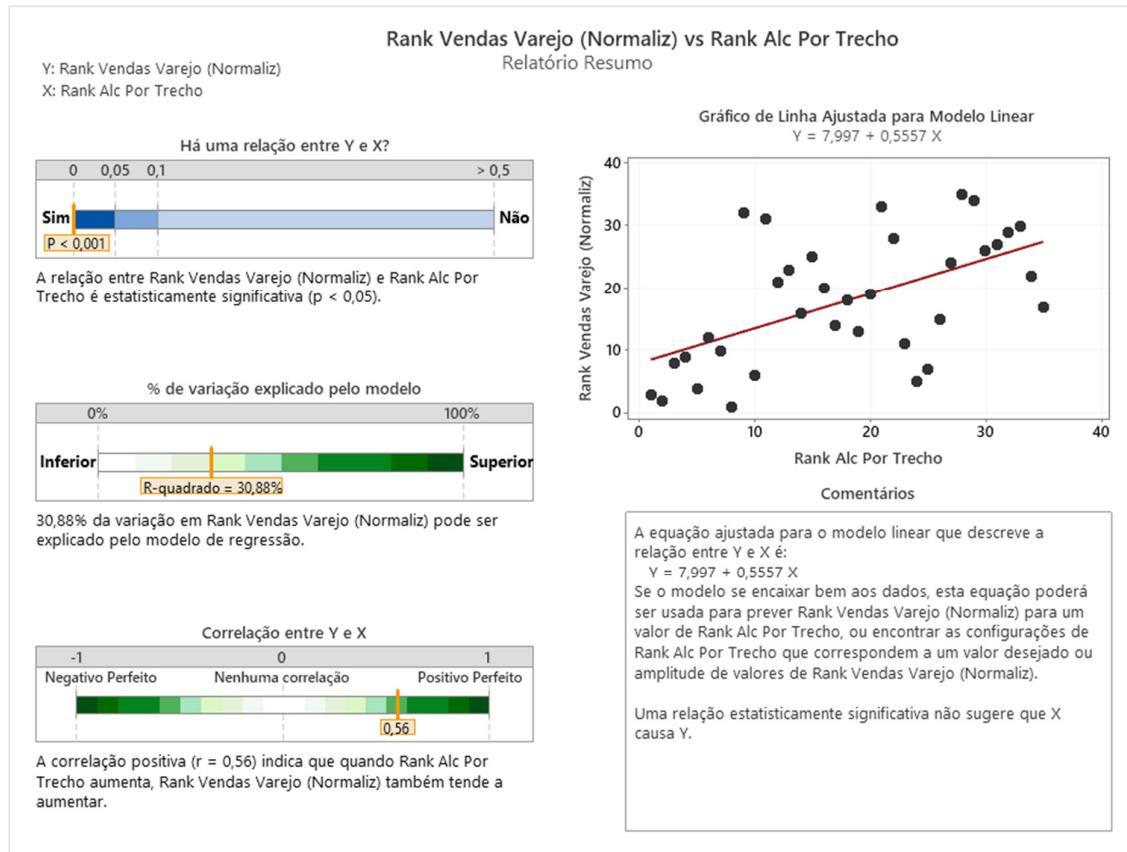 Rank Vendas Varejo (Normaliz) vs Rank Alc Por Trecho
Relatório Resumo
Y: Rank Vendas Varejo (Normaliz)
X: Rank Alc Por Trecho
Há uma relação entre Y e X?
0 0,05 0,1 > 0,5
Sim Não
P < 0,001
A relação entre Rank Vendas Varejo (Normaliz) e Rank Alc Por
Trecho é estatisticamente significativa (p < 0,05).
% de variação explicado pelo modelo
0% 100%
Inferior Superior
R-quadrado = 30,88%
30,88% da variação em Rank Vendas Varejo (Normaliz) pode ser
explicado pelo modelo de regressão.
Correlação entre Y e X
-1 0 1
Negativo Perfeito Nenhuma correlação Positivo Perfeito
0,56
A correlação positiva (r = 0,56) indica que quando Rank Alc Por
Trecho aumenta, Rank Vendas Varejo (Normaliz) também tende a
aumentar.
Gráfico de Linha Ajustada para Modelo Linear
Y = 7,997 + 0,5557 X
Rank Vendas Varejo (Normaliz)
40
30
20
10
0
0 10 20 30 40
Rank Alc Por Trecho
Comentários
A equação ajustada para o modelo linear que descreve a
relação entre Y e X é:
Y = 7,997 + 0,5557 X
Se o modelo se encaixar bem aos dados, esta equação poderá
ser usada para prever Rank Vendas Varejo (Normaliz) para um
valor de Rank Alc Por Trecho, ou encontrar as configurações de
Rank Alc Por Trecho que correspondem a um valor desejado ou
amplitude de valores de Rank Vendas Varejo (Normaliz).
Uma relação estatisticamente significativa não sugere que X
causa Y.